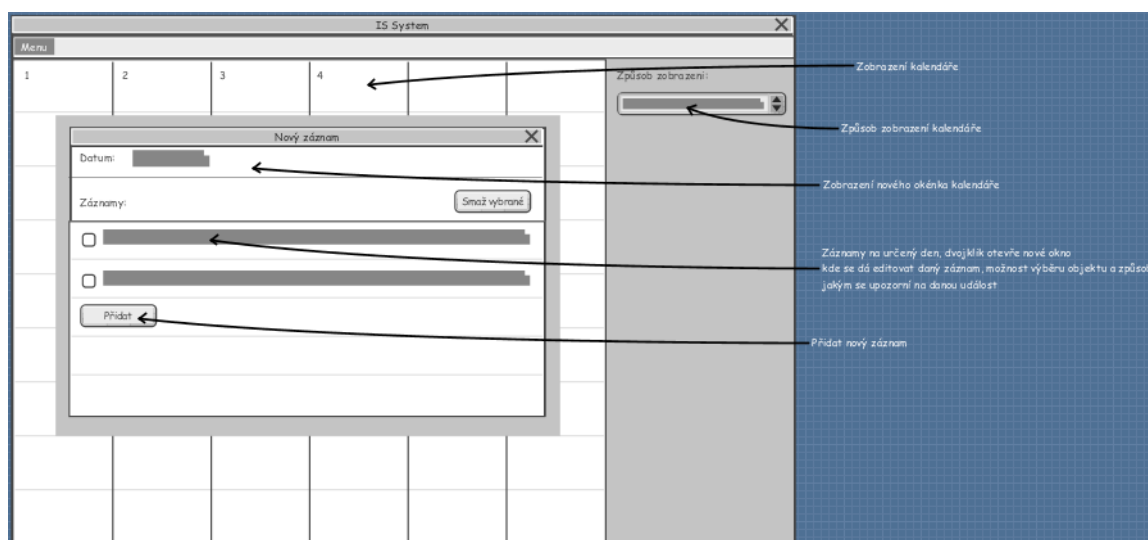 IS System
Menu
1 2 3 4
Způsob zobrazení:
Zobrazení kalendáře
Způsob zobrazení kalendáře
Nový záznam
Datum:
Zobrazení nového okénka kalendáře
Záznamy:
Smaž vybrané
Záznamy na určený den, dvojklik otevře nové okno
kde se dá editovat daný záznam, možnost výběru objektu a způsol
jakým se upozorní na danou událost
Přidat
Přidat nový záznam